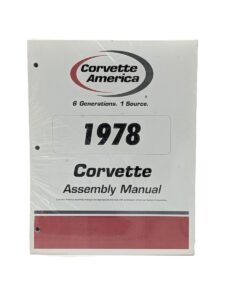 Corvette
America
6 Generations. 1 Source.
1978
Corvette
Assembly Manual